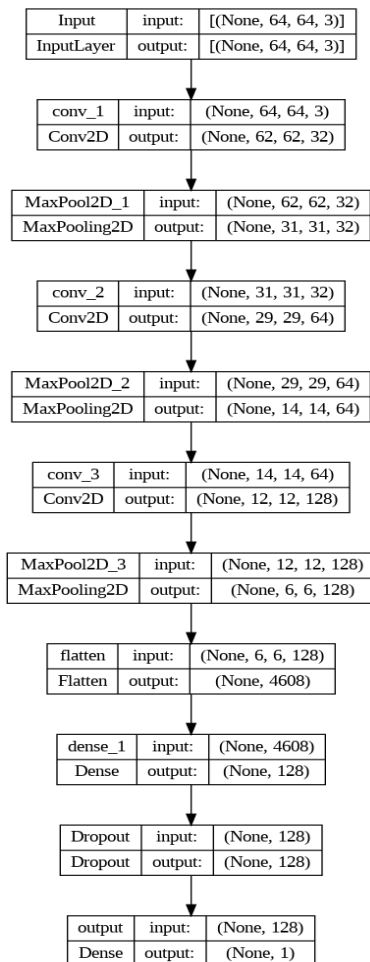 Input input: [(None, 64, 64, 3)]
InputLayer output: [(None, 64, 64, 3)]
conv_1 input: (None, 64, 64, 3)
Conv2D output: (None, 62, 62, 32)
MaxPool2D_1 input: (None, 62, 62, 32)
MaxPooling2D output: (None, 31, 31, 32)
conv_2 input: (None, 31, 31, 32)
Conv2D output: (None, 29, 29, 64)
MaxPool2D_2 input: (None, 29, 29, 64)
MaxPooling2D output: (None, 14, 14, 64)
conv_3 input: (None, 14, 14, 64)
Conv2D output: (None, 12, 12, 128)
MaxPool2D_3 input: (None, 12, 12, 128)
MaxPooling2D output: (None, 6, 6, 128)
flatten input: (None, 6, 6, 128)
Flatten output: (None, 4608)
dense_1 input: (None, 4608)
Dense output: (None, 128)
Dropout input: (None, 128)
Dropout output: (None, 128)
output input: (None, 128)
Dense output: (None, 1)